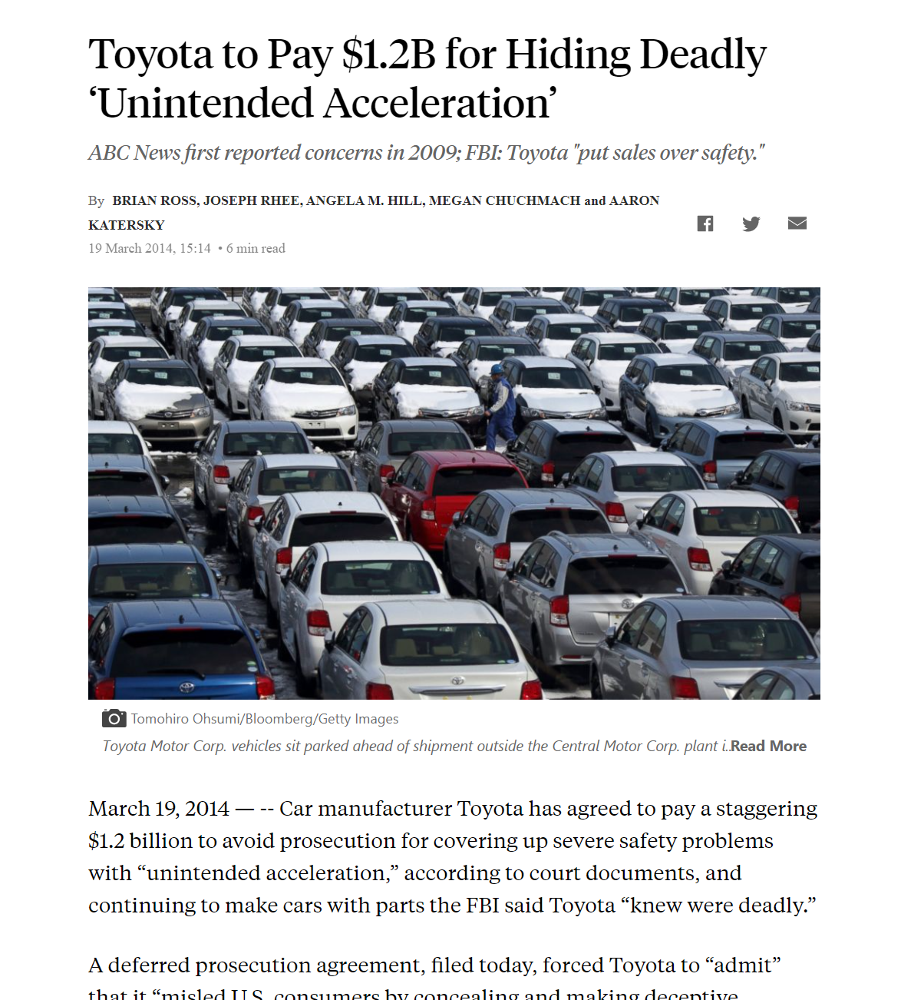 Toyota to Pay $1.2B for Hiding Deadly
‘Unintended Acceleration’
ABC News first reported concerns in 2009; FBI: Toyota "put sales over safety."
By BRIAN ROSS, JOSEPH RHEE, ANGELA M. HILL, MEGAN CHUCHMACH and AARON
KATERSKY
19 March 2014, 15:14 • 6 min read
Tomohiro Ohsumi/Bloomberg/Getty Images
Toyota Motor Corp. vehicles sit parked ahead of shipment outside the Central Motor Corp. plant i..Read More
March 19, 2014 — -- Car manufacturer Toyota has agreed to pay a staggering
$1.2 billion to avoid prosecution for covering up severe safety problems
with “unintended acceleration,” according to court documents, and
continuing to make cars with parts the FBI said Toyota “knew were deadly.”
A deferred prosecution agreement, filed today, forced Toyota to “admit”
that it “misled U.S. consumers by concealing and making deceptive